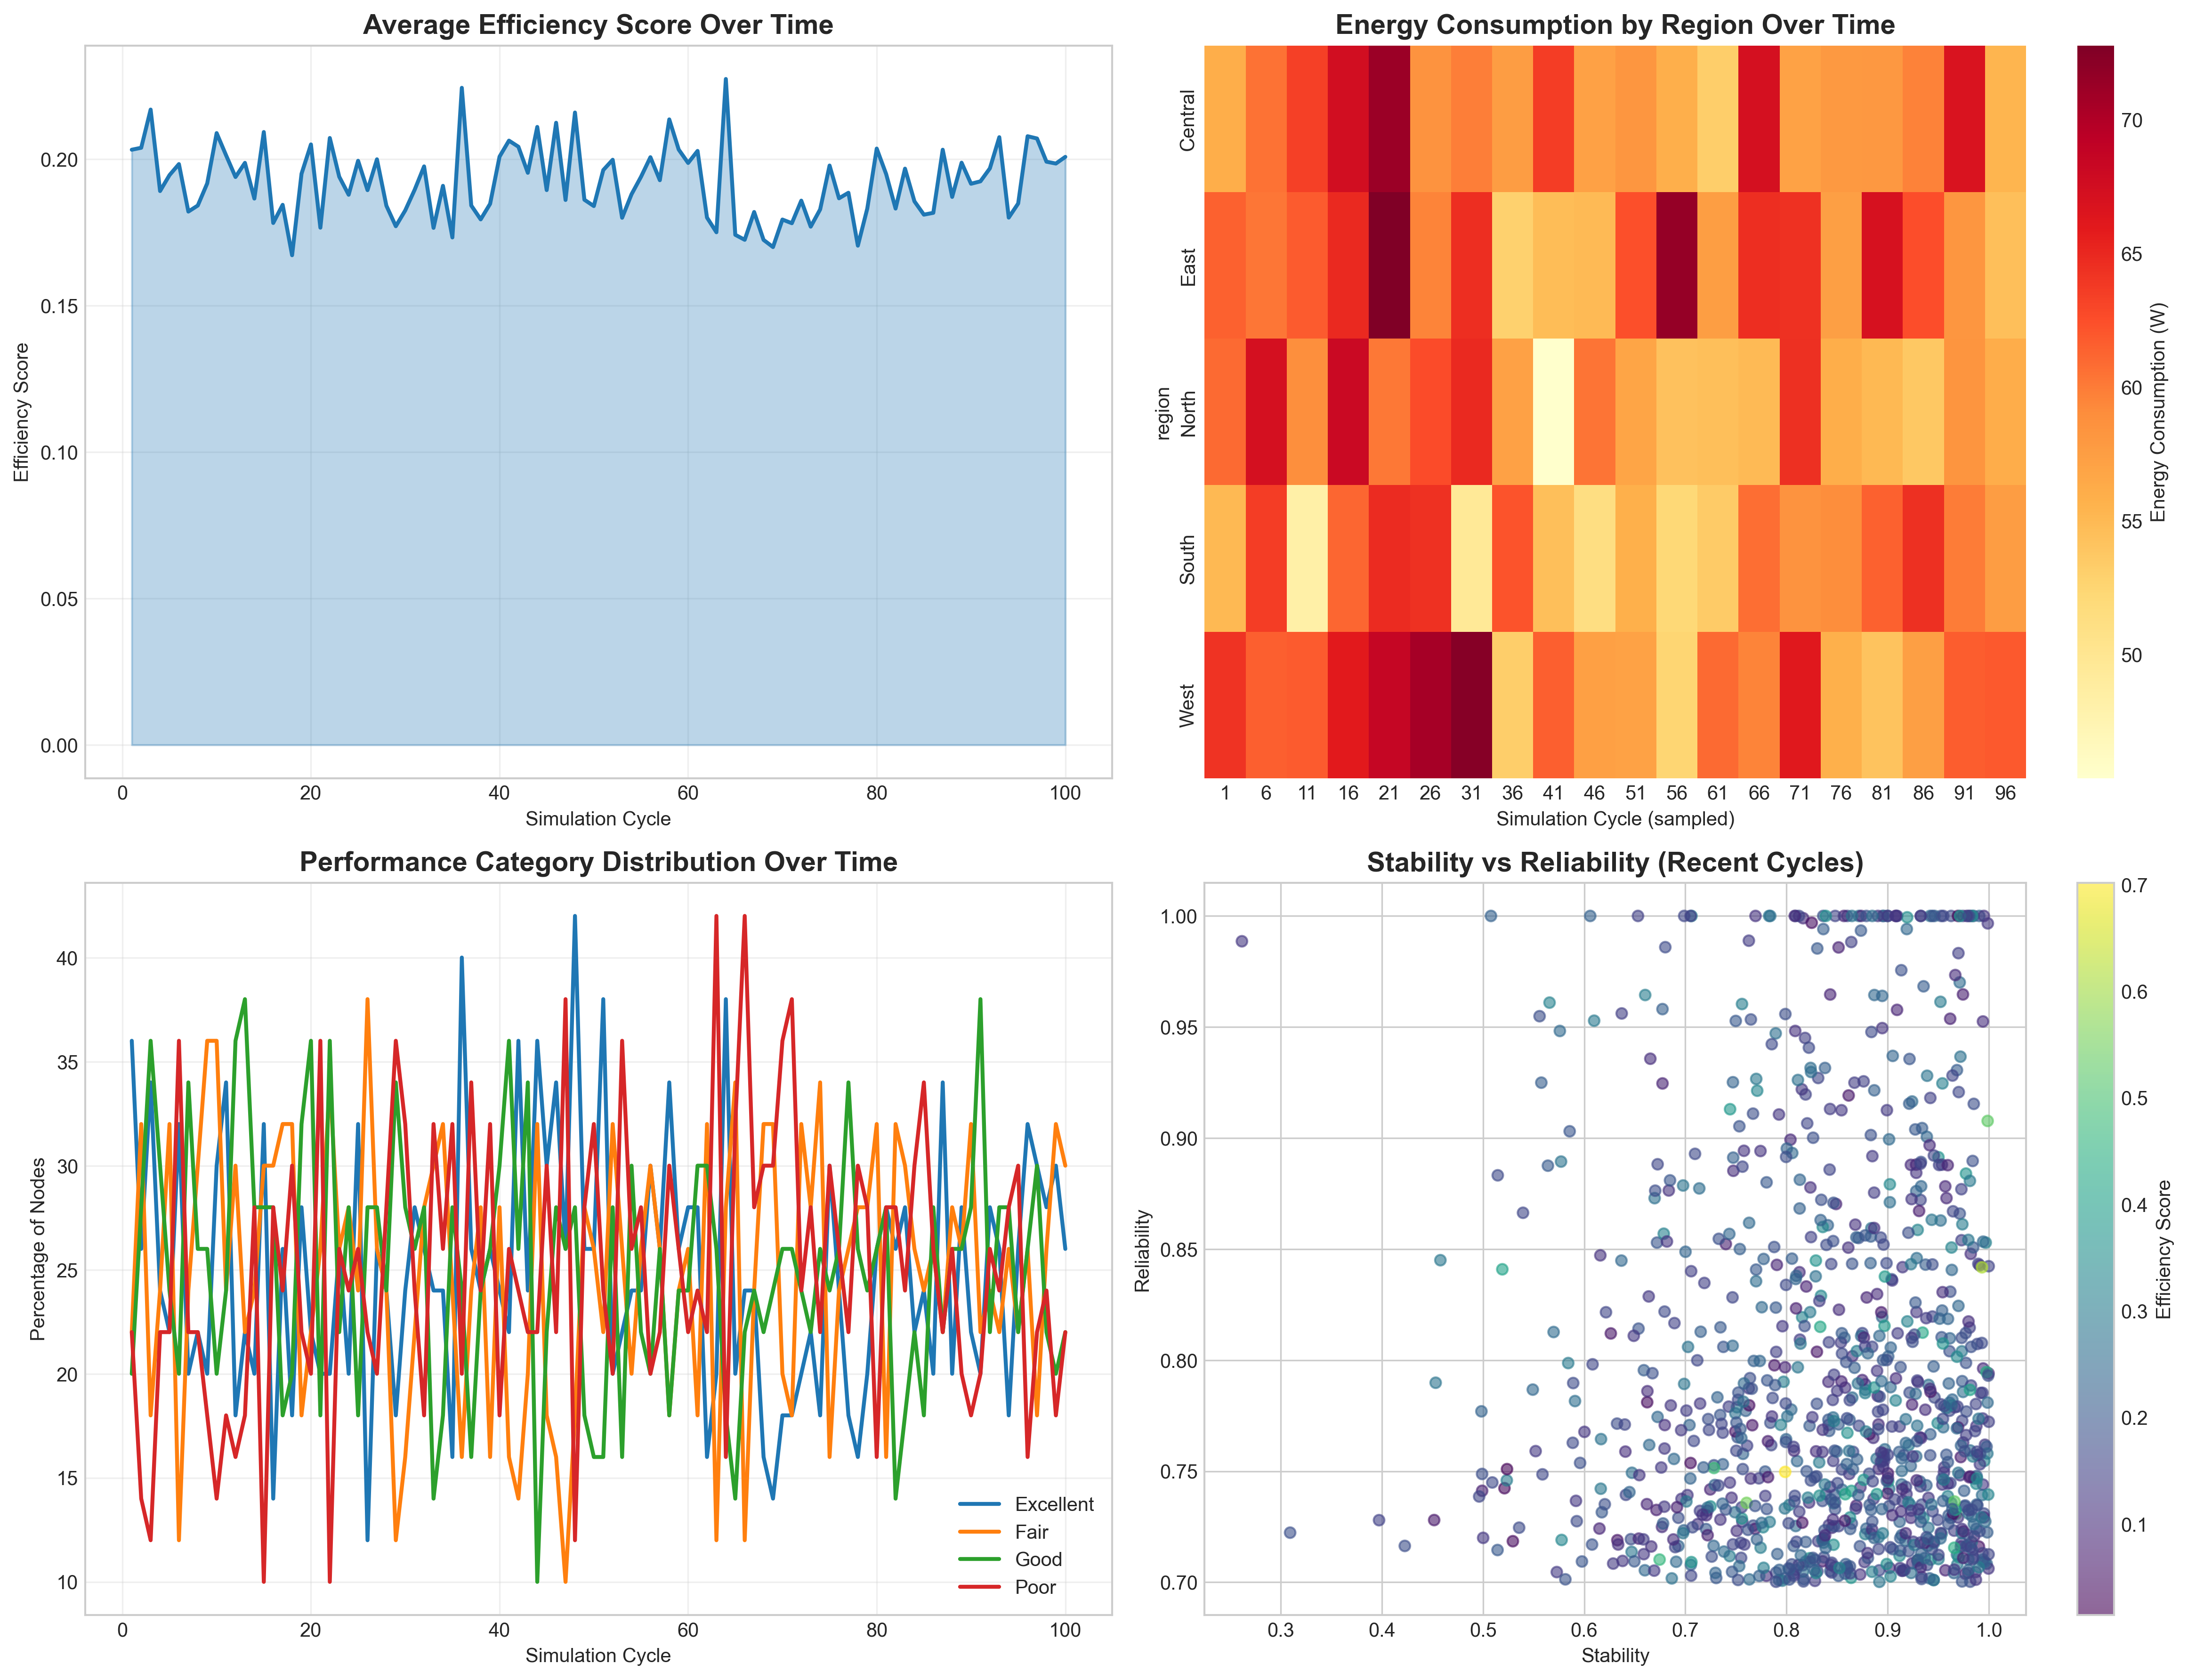 Average Efficiency Score Over Time
Efficiency Score
0.20
0.15
0.10
0.05
0.00
0 20 40 60 80 100
Simulation Cycle
Energy Consumption by Region Over Time
region
Central
East
North
South
West
1 6 11 16 21 26 31 36 41 46 51 56 61 66 71 76 81 86 91 96
Simulation Cycle (sampled)
70
65
60
55
50
Energy Consumption (W)
Performance Category Distribution Over Time
Percentage of Nodes
40
35
30
25
20
15
10
Excellent
Fair
Good
Poor
0 20 40 60 80 100
Simulation Cycle
Stability vs Reliability (Recent Cycles)
Reliability
1.00
0.95
0.90
0.85
0.80
0.75
0.70
0.3 0.4 0.5 0.6 0.7 0.8 0.9 1.0
Stability
0.7
0.6
0.5
0.4
0.3
0.2
0.1
Efficiency Score